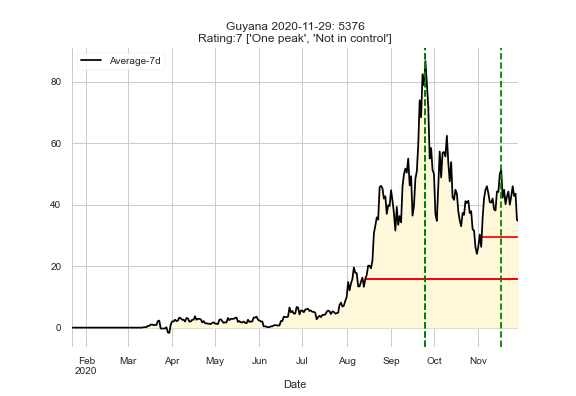 Guyana 2020-11-29: 5376
Rating:7 ['One peak', 'Not in control']
Average-7d
80
60
40
20
0
Feb Mar Apr May Jun Jul Aug Sep Oct Nov
2020
Date